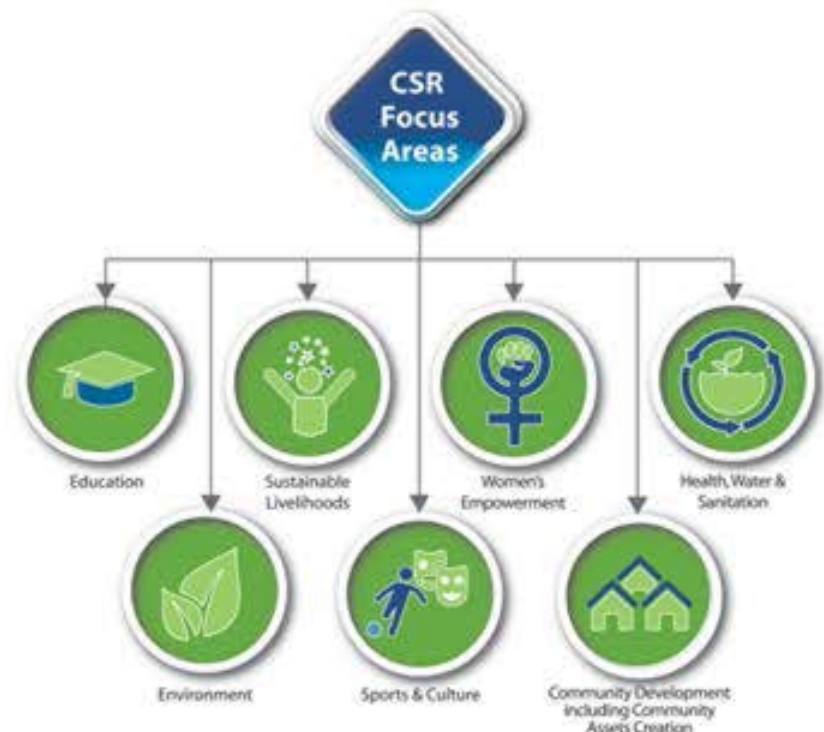 CSR
Focus
Areas
Education
Sustainable
Livelihoods
Women's
Empowerment
Health, Water &
Sanitation
Environment
Sports & Culture
Community Development
including Community
Assets Creation